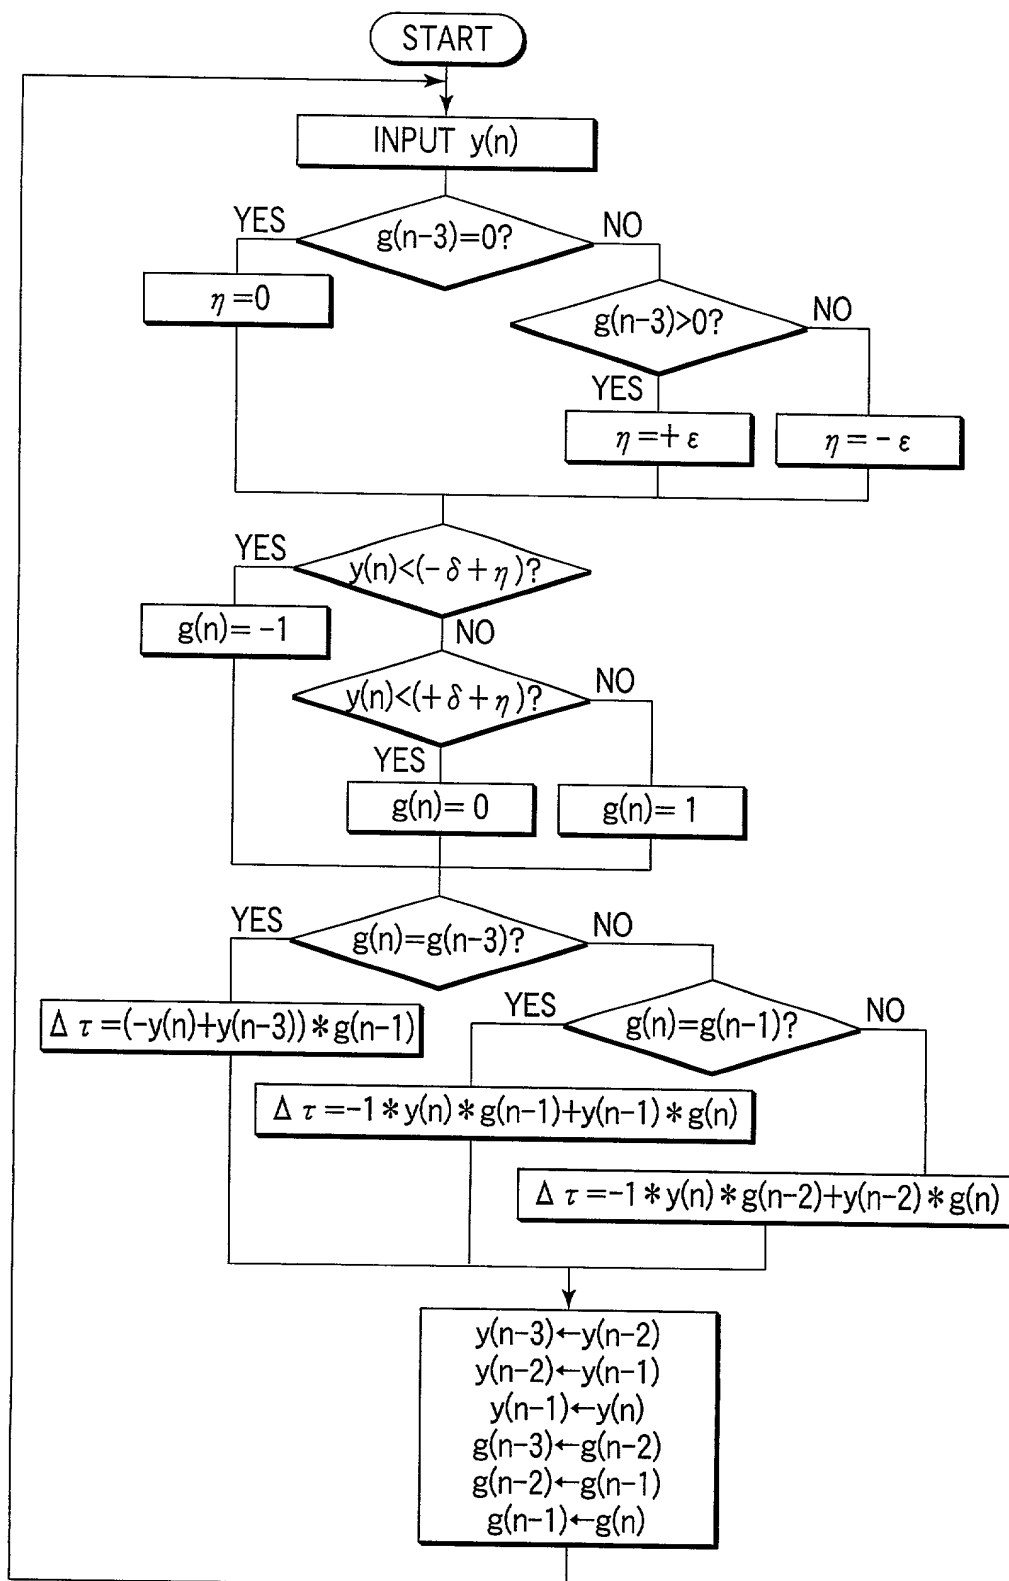 START
INPUT y(n)
YES
g(n-3)=0?
NO
η=0
g(n-3)>0?
NO
YES
η=+ε
η=-ε
YES
y(n)<(-δ+η)?
g(n)=-1
NO
y(n)<(+δ+η)?
NO
YES
g(n)=0
g(n)=1
YES
g(n)=g(n-3)?
NO
Δτ=(-y(n)+y(n-3))*g(n-1)
YES
g(n)=g(n-1)?
NO
Δτ=-1*y(n)*g(n-1)+y(n-1)*g(n)
Δτ=-1*y(n)*g(n-2)+y(n-2)*g(n)
y(n-3)←y(n-2)
y(n-2)←y(n-1)
y(n-1)←y(n)
g(n-3)←g(n-2)
g(n-2)←g(n-1)
g(n-1)←g(n)